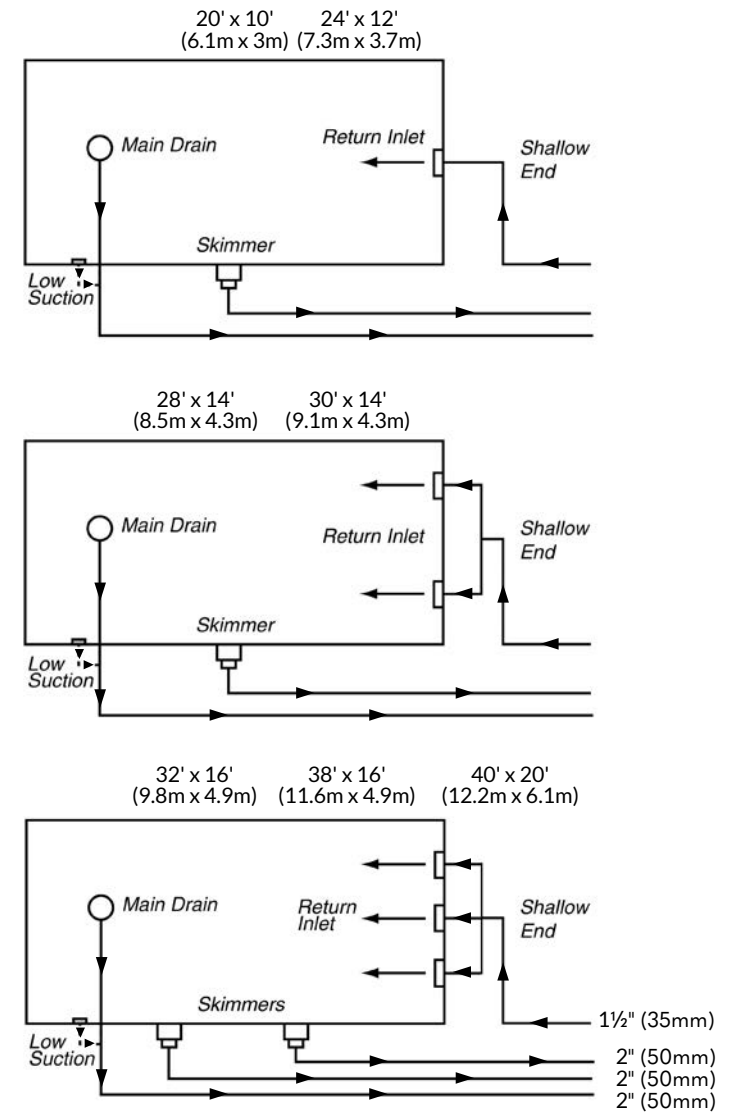 20' x 10' 24' x 12'
(6.1m x 3m) (7.3m x 3.7m)
Main Drain
Return Inlet
Shallow
End
Skimmer
Low
Suction
28' x 14' 30' x 14'
(8.5m x 4.3m) (9.1m x 4.3m)
Main Drain
Return Inlet
Shallow
End
Skimmer
Low
Suction
32' x 16' 38' x 16' 40' x 20'
(9.8m x 4.9m) (11.6m x 4.9m) (12.2m x 6.1m)
Main Drain
Return
Inlet
Shallow
End
Skimmers
1½" (35mm)
Low
Suction
2" (50mm)
2" (50mm)
2" (50mm)